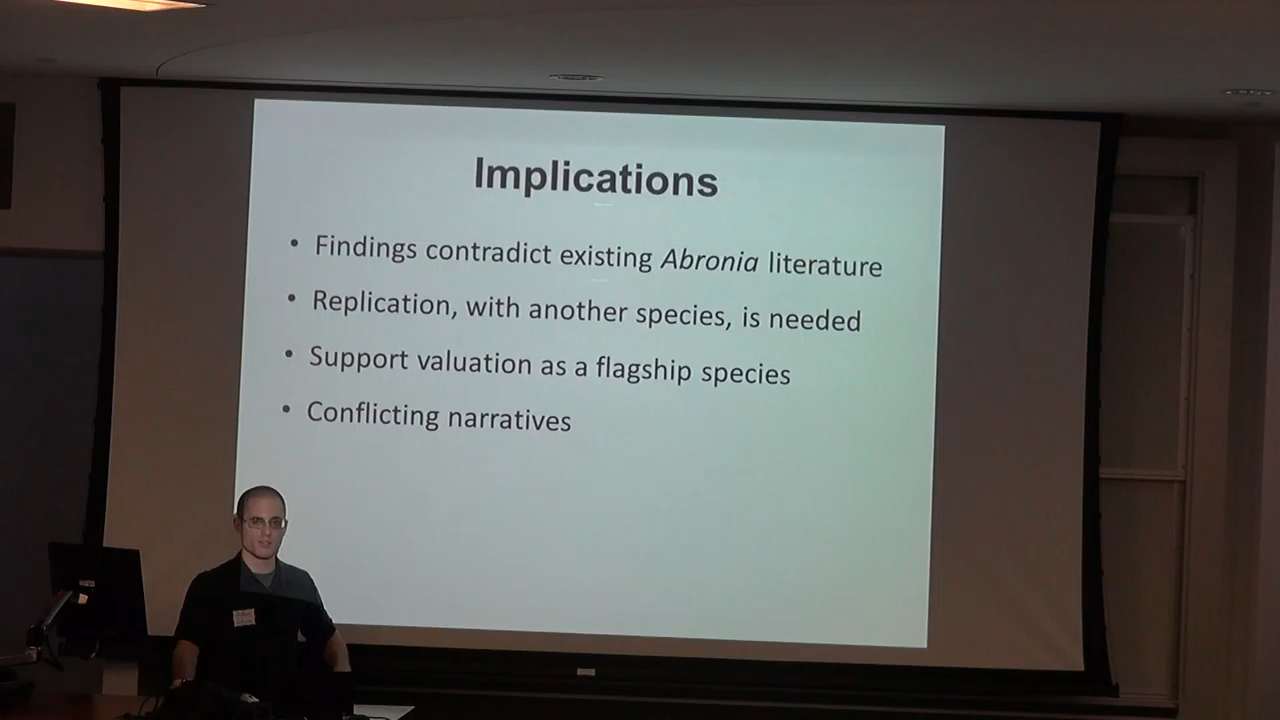 Implications
• Findings contradict existing Abronia literature
• Replication, with another species, is needed
• Support valuation as a flagship species
• Conflicting narratives